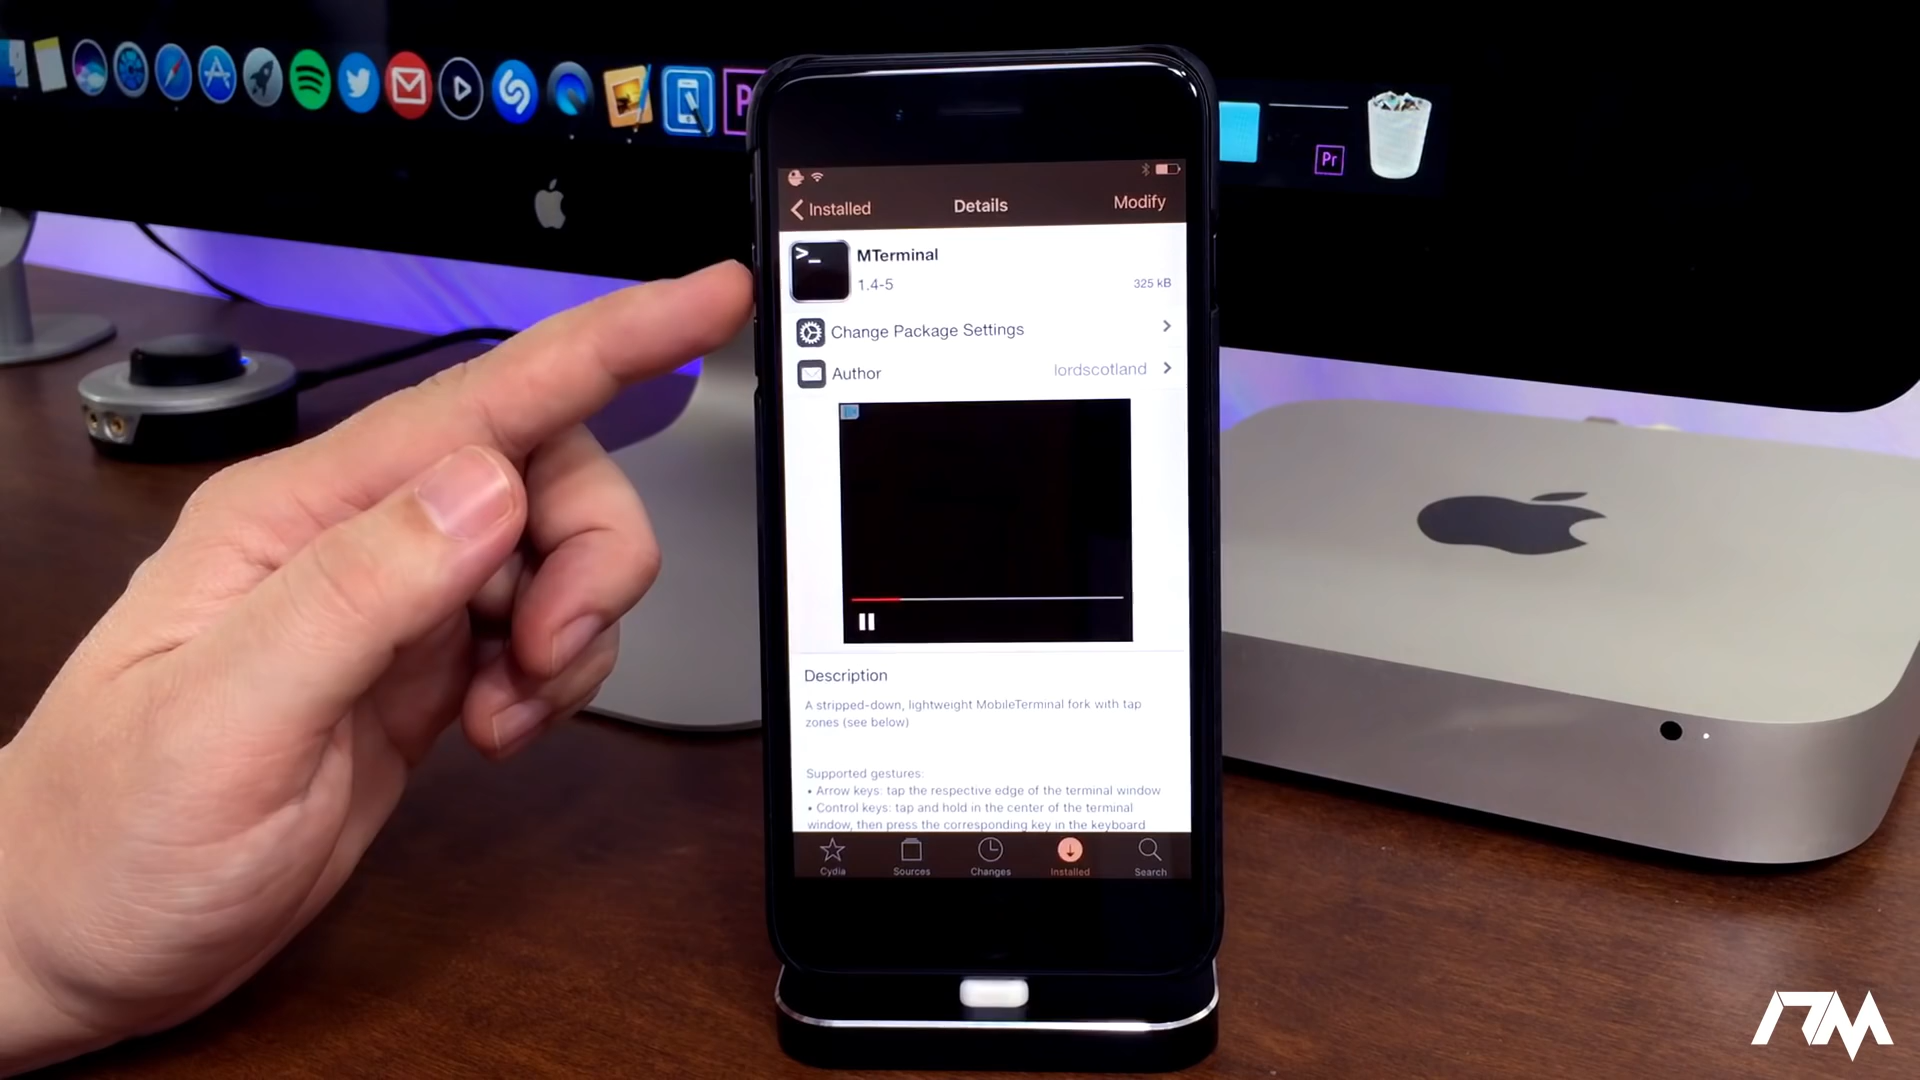 Installed
Details
Modify
>_
MTerminal
1.4-5
325 kB
Change Package Settings
Author
lordscotland
Description
A stripped-down, lightweight MobileTerminal fork with tap
zones (see below)
Supported gestures:
• Arrow keys: tap the respective edge of the terminal window
• Control keys: tap and hold in the center of the terminal
window, then press the corresponding key in the keyboard
Cydia
Sources
Changes
Installed
Search
Pr